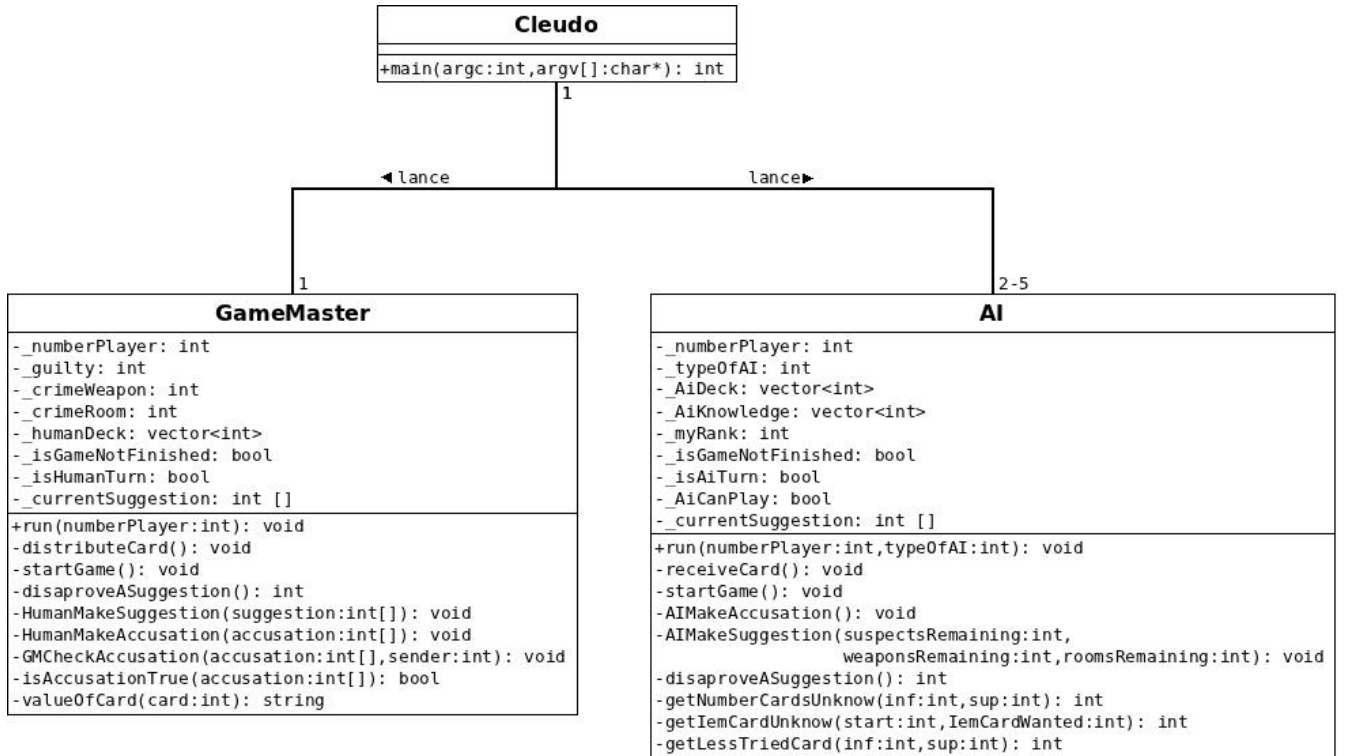 Cleudo
+main(argc:int,argv[]:char*): int
1
◄ lance
lance►
1
2-5
GameMaster
-_numberPlayer: int
-_guilty: int
-_crimeWeapon: int
-_crimeRoom: int
-_humanDeck: vector<int>
-_isGameNotFinished: bool
-_isHumanTurn: bool
-_currentSuggestion: int []
+run(numberPlayer:int): void
-distributeCard(): void
-startGame(): void
-disaproveASuggestion(): int
-HumanMakeSuggestion(suggestion:int[]): void
-HumanMakeAccusation(accusation:int[]): void
-GMCheckAccusation(accusation:int[],sender:int): void
-isAccusationTrue(accusation:int[]): bool
-valueOfCard(card:int): string
AI
-_numberPlayer: int
-_typeOfAI: int
-_AiDeck: vector<int>
-_AiKnowledge: vector<int>
-_myRank: int
-_isGameNotFinished: bool
-_isAiTurn: bool
-_AiCanPlay: bool
-_currentSuggestion: int []
+run(numberPlayer:int,typeOfAI:int): void
-receiveCard(): void
-startGame(): void
-AIMakeAccusation(): void
-AIMakeSuggestion(suspectsRemaining:int,
weaponsRemaining:int,roomsRemaining:int): void
-disaproveASuggestion(): int
-getNumberCardsUnknow(inf:int,sup:int): int
-getIemCardUnknow(start:int,IemCardWanted:int): int
-getLessTriedCard(inf:int,sup:int): int